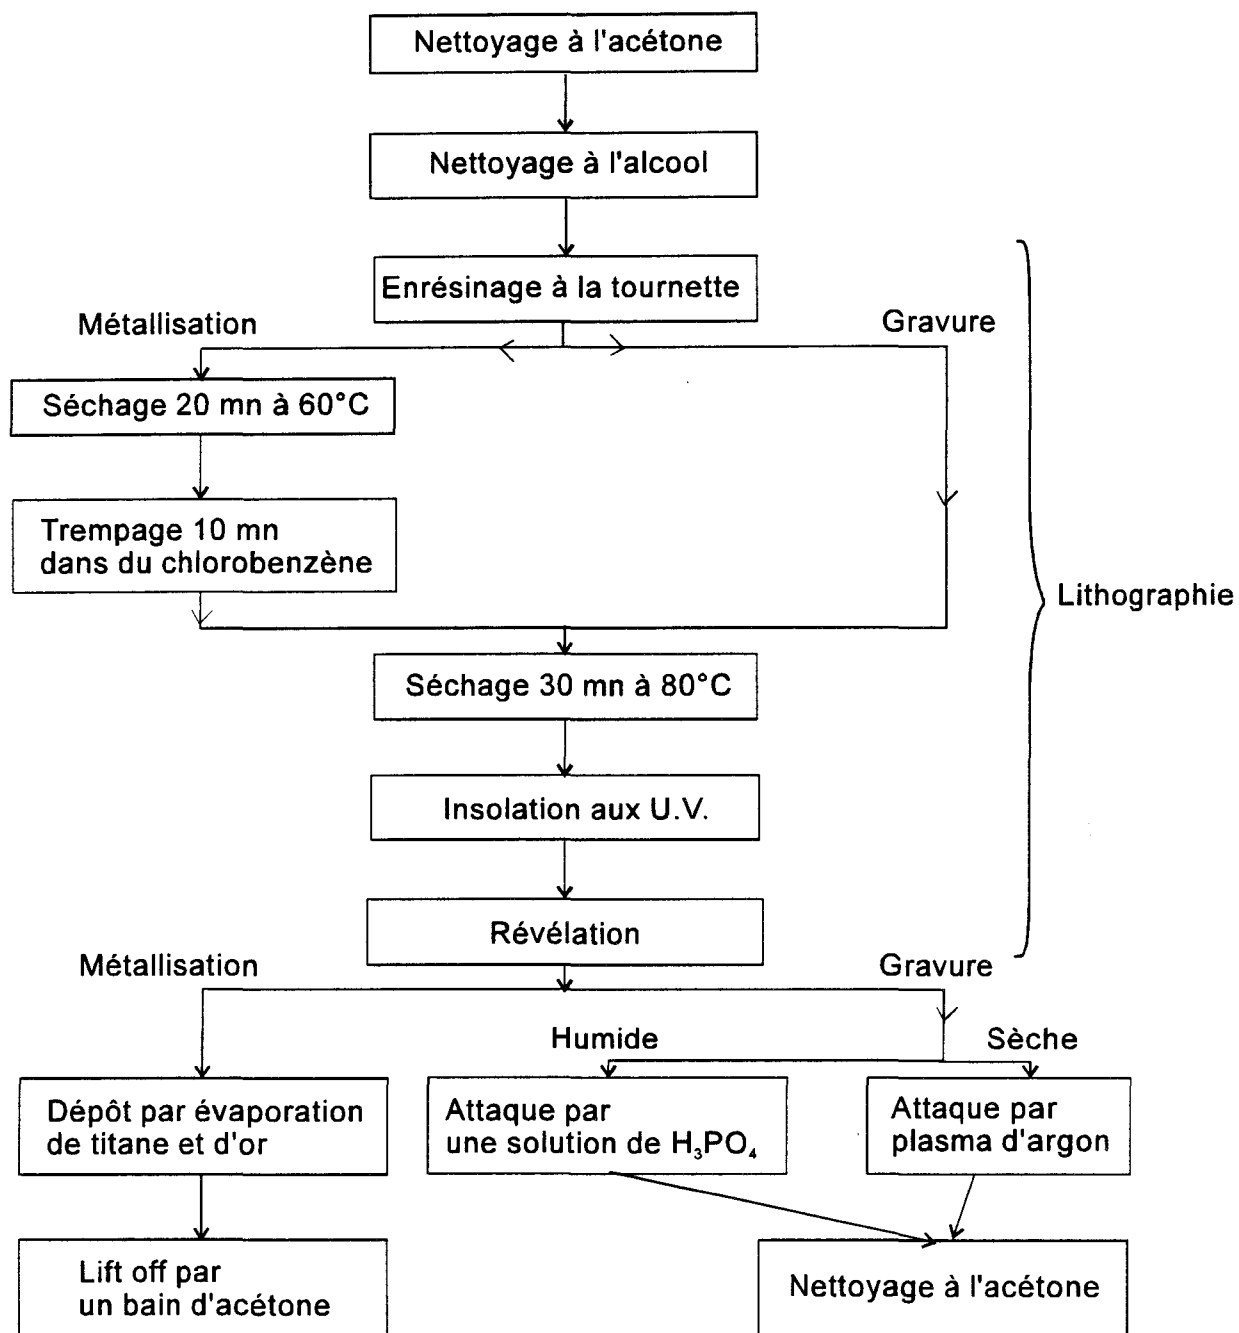 Nettoyage à l'acétone
Nettoyage à l'alcool
Enrésinage à la tournette
Métallisation
Gravure
Séchage 20 mn à 60°C
Trempage 10 mn
dans du chlorobenzène
Lithographie
Séchage 30 mn à 80°C
Insolation aux U.V.
Révélation
Métallisation
Gravure
Humide
Sèche
Dépôt par évaporation
de titane et d'or
Attaque par
une solution de H₃PO₄
Attaque par
plasma d'argon
Lift off par
un bain d'acétone
Nettoyage à l'acétone